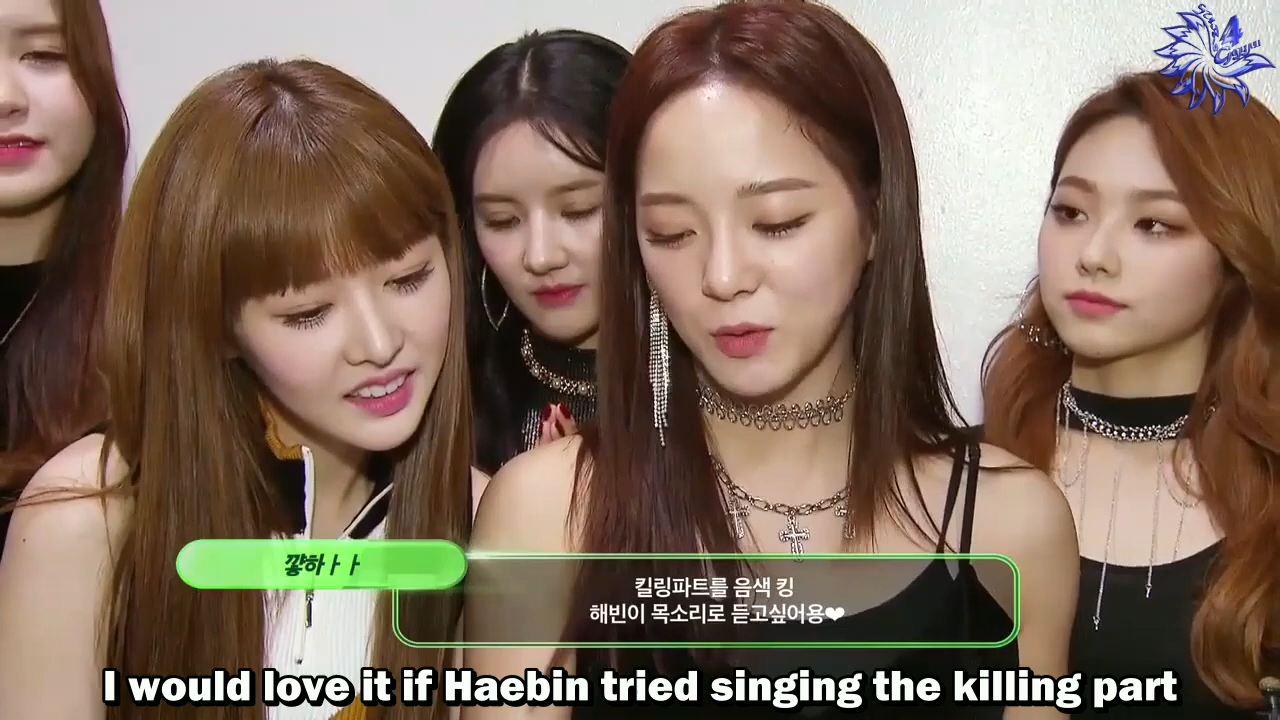 깧하ㅏㅏ
킬링파트를 음색 킹
해빈이 목소리로 듣고싶어용❤
I would love it if Haebin tried singing the killing part